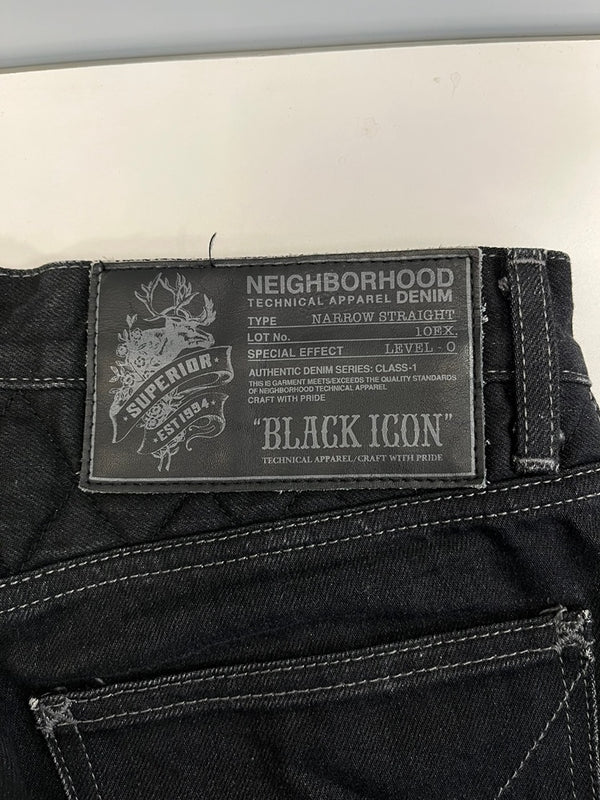 NEIGHBORHOOD
TECHNICAL APPAREL DENIM
TYPE NARROW STRAIGHT
LOT No. 10EX.
SPECIAL EFFECT LEVEL - 0
AUTHENTIC DENIM SERIES: CLASS-1
THIS IS GARMENT MEETS/EXCEEDS THE QUALITY STANDARDS
OF NEIGHBORHOOD TECHNICAL APPAREL
CRAFT WITH PRIDE
"BLACK ICON"
TECHNICAL APPAREL/CRAFT WITH PRIDE
·SUPERIOR·
·EST1994·